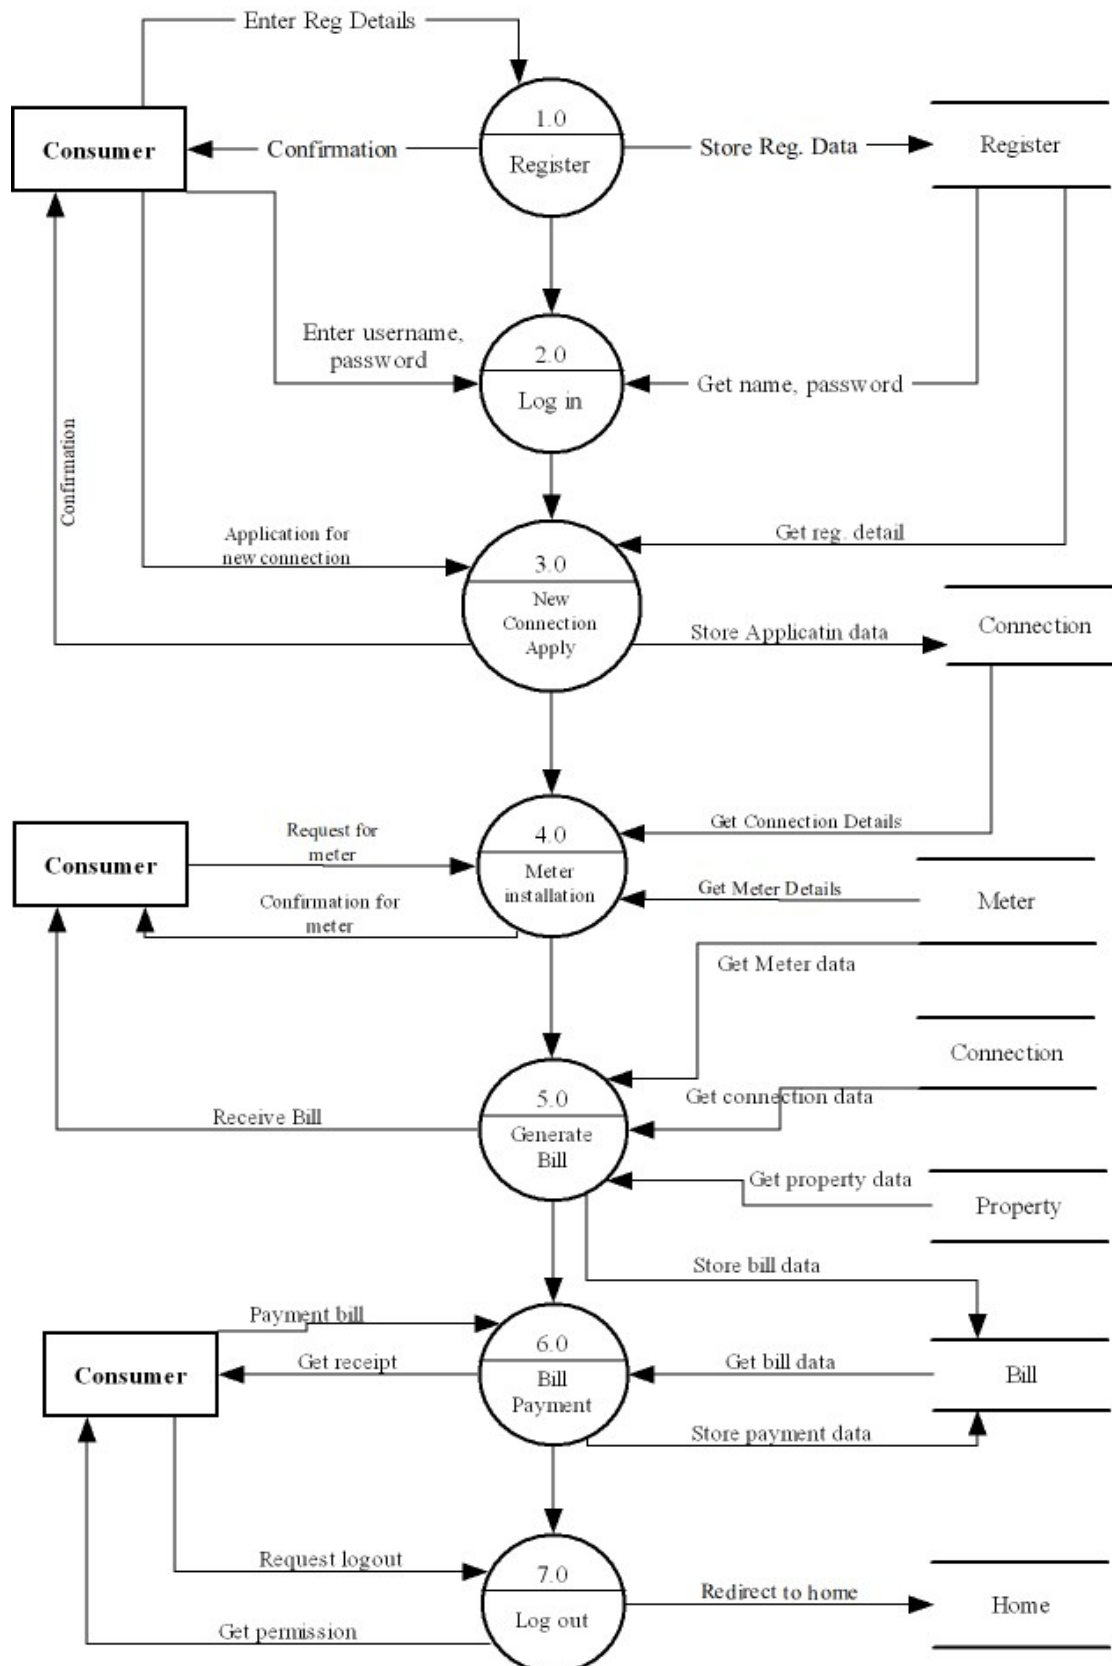 Enter Reg Details
1.0
Register
Consumer
Confirmation
Store Reg. Data
Register
Enter username,
password
2.0
Log in
Get name, password
Confirmation
Application for
new connection
Get reg. detail
3.0
New
Connection
Apply
Store Applicatin data
Connection
Consumer
Request for
meter
Confirmation for
meter
4.0
Meter
installation
Get Connection Details
Get Meter Details
Meter
Get Meter data
Connection
Get connection data
5.0
Generate
Bill
Receive Bill
Get property data
Property
Store bill data
Payment bill
Consumer
Get receipt
6.0
Bill
Payment
Get bill data
Bill
Store payment data
Request logout
7.0
Log out
Redirect to home
Home
Get permission